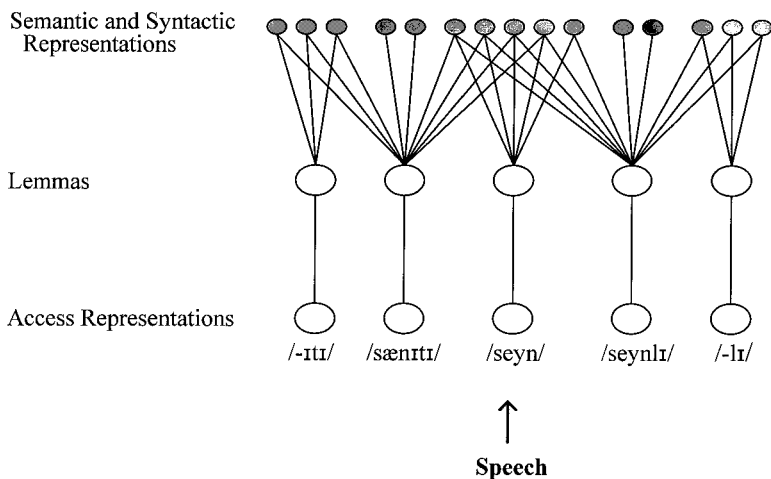 Semantic and Syntactic
Representations
Lemmas
Access Representations
/-ɪtɪ/ /sænɪtɪ/ /seyn/ /seynlɪ/ /-lɪ/
Speech